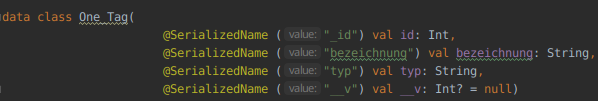 data class One_Tag(
@SerializedName (value: "_id") val id: Int,
@SerializedName (value: "bezeichnung") val bezeichnung: String,
@SerializedName (value: "typ") val typ: String,
@SerializedName (value: "__v") val __v: Int? = null)